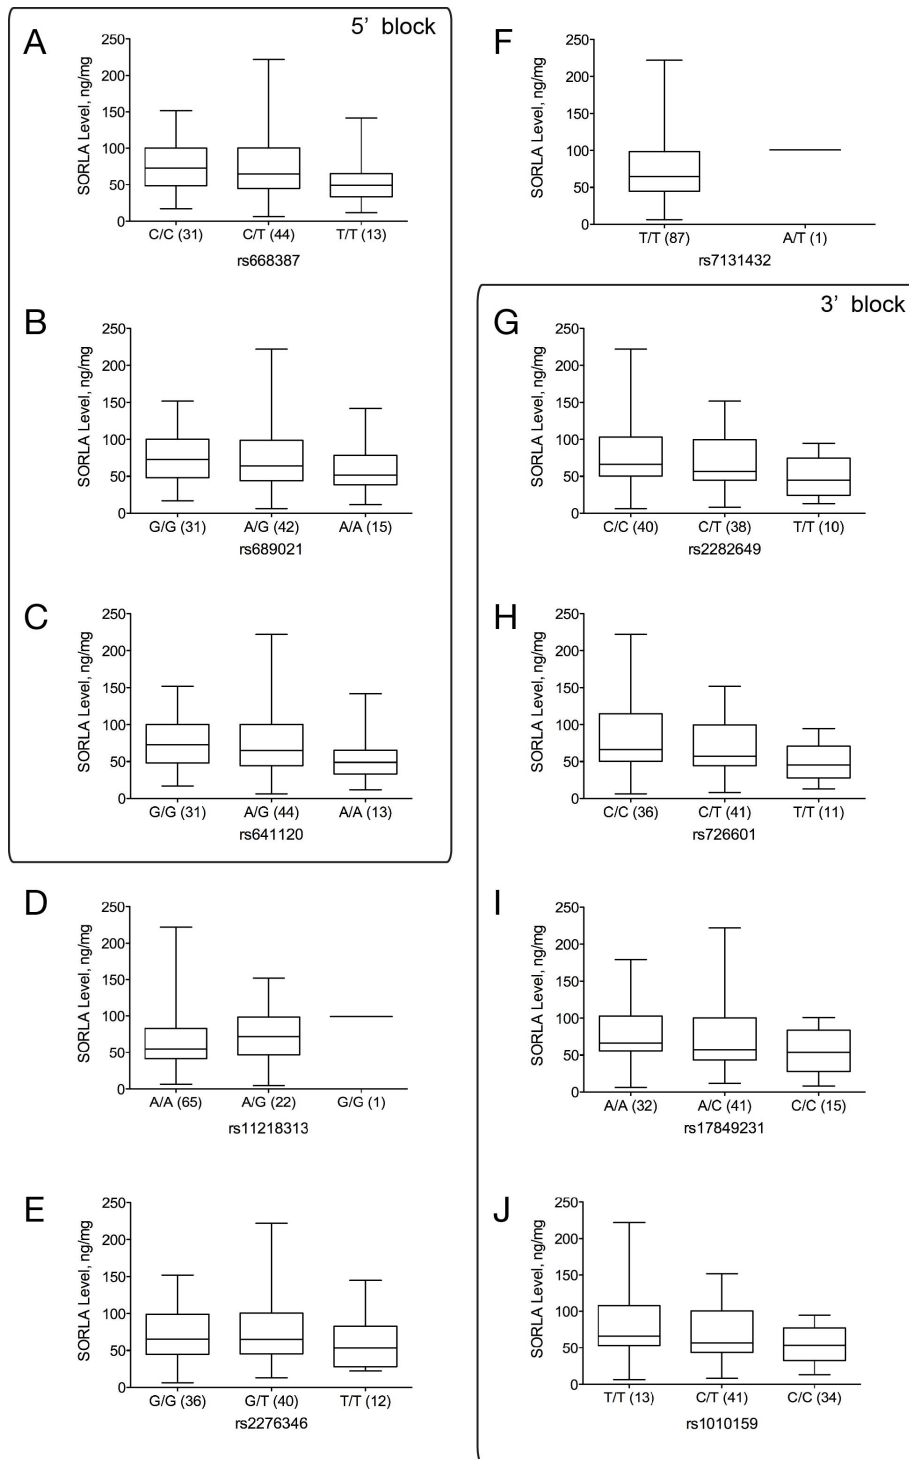 5’ block
A
SORLA Level, ng/mg
250
200
150
100
50
0
C/C (31) C/T (44) T/T (13)
rs668387
B
SORLA Level, ng/mg
250
200
150
100
50
0
G/G (31) A/G (42) A/A (15)
rs689021
C
SORLA Level, ng/mg
250
200
150
100
50
0
G/G (31) A/G (44) A/A (13)
rs641120
D
SORLA Level, ng/mg
250
200
150
100
50
0
A/A (65) A/G (22) G/G (1)
rs11218313
E
SORLA Level, ng/mg
250
200
150
100
50
0
G/G (36) G/T (40) T/T (12)
rs2276346
F
SORLA Level, ng/mg
250
200
150
100
50
0
T/T (87) A/T (1)
rs7131432
3’ block
G
SORLA Level, ng/mg
250
200
150
100
50
0
C/C (40) C/T (38) T/T (10)
rs2282649
H
SORLA Level, ng/mg
250
200
150
100
50
0
C/C (36) C/T (41) T/T (11)
rs726601
I
SORLA Level, ng/mg
250
200
150
100
50
0
A/A (32) A/C (41) C/C (15)
rs17849231
J
SORLA Level, ng/mg
250
200
150
100
50
0
T/T (13) C/T (41) C/C (34)
rs1010159